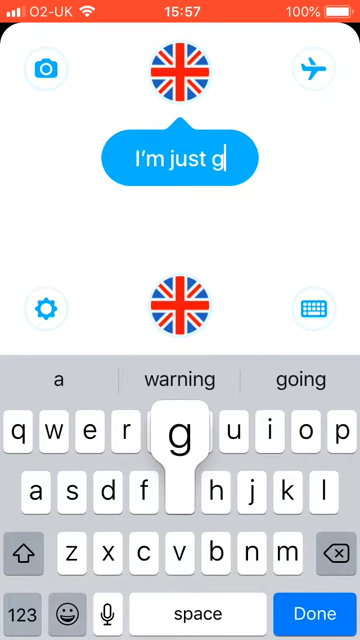 O2-UK 15:57 100%
I'm just g
a warning going
q w e r g u i o p
a s d f h j k l
z x c v b n m
123 space Done